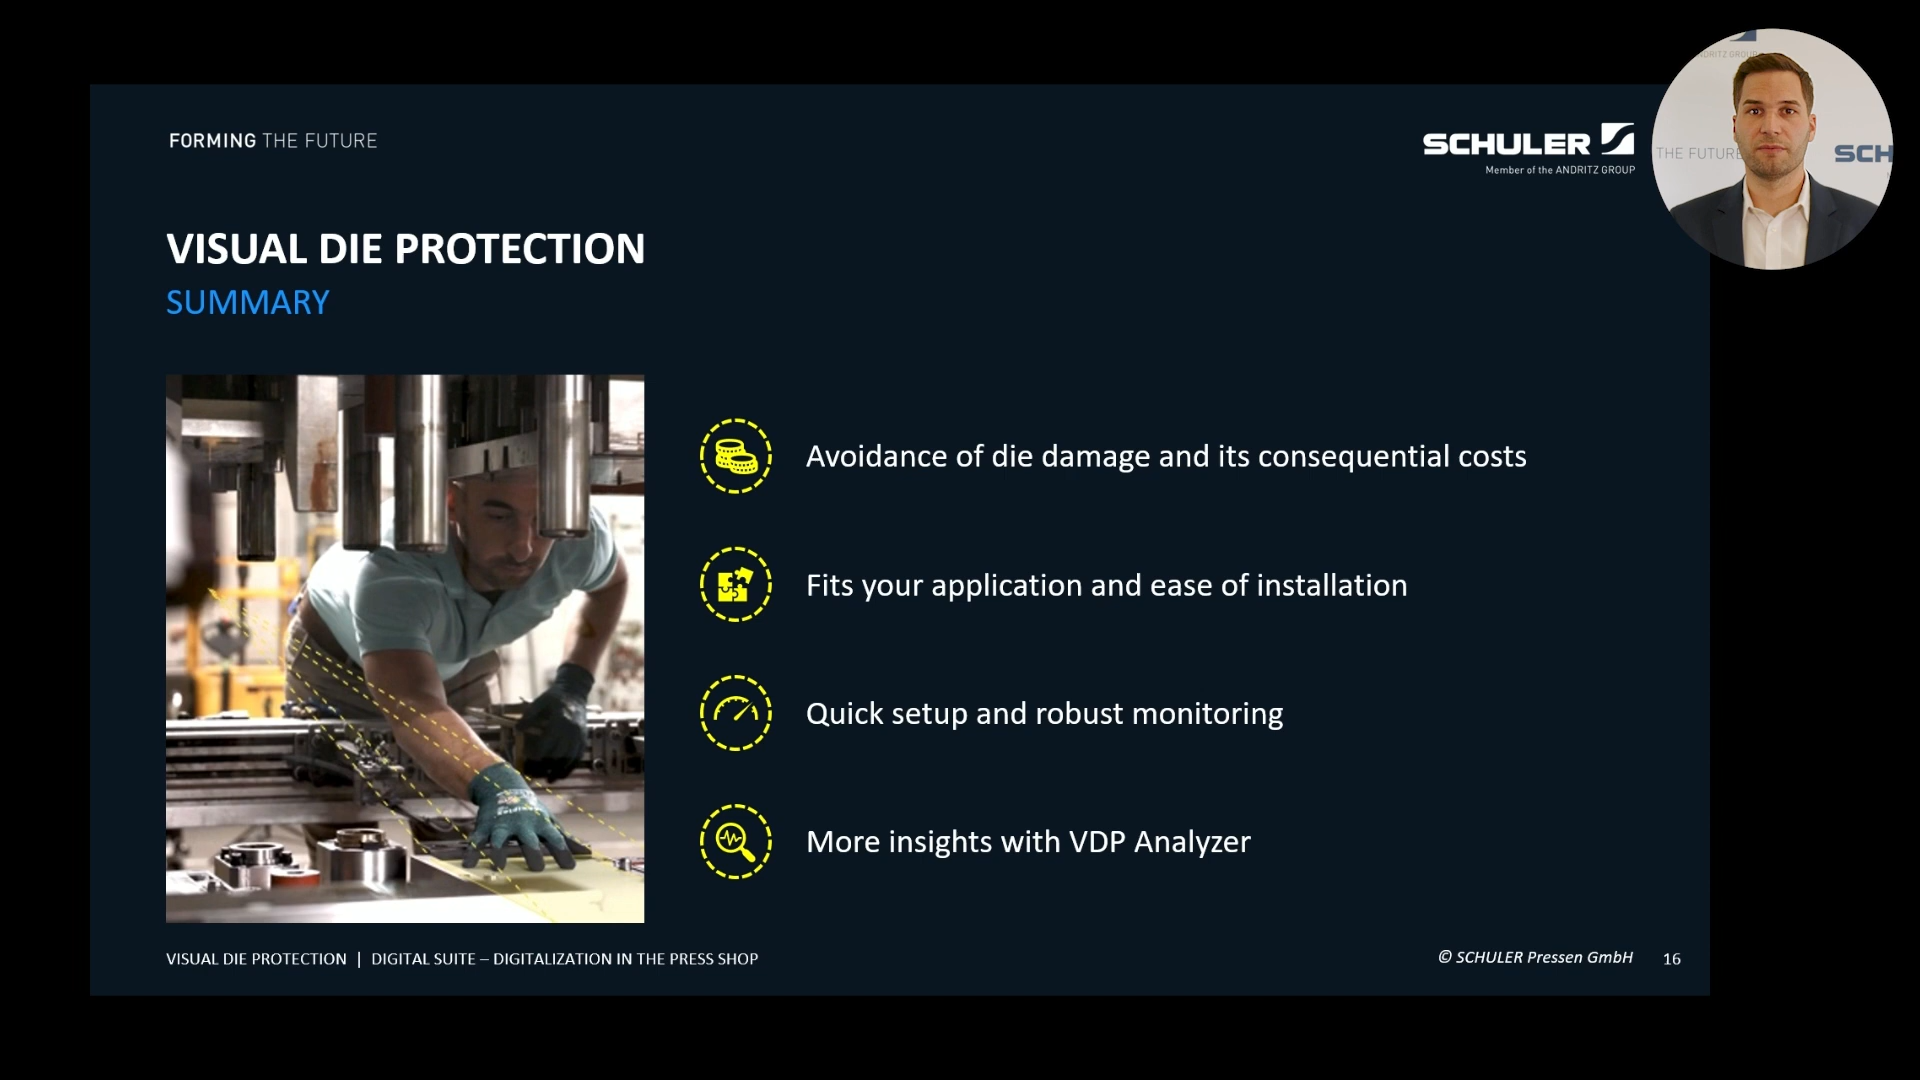 FORMING THE FUTURE
SCHULER
Member of the ANDRITZ GROUP
ANDRITZ GROUP
THE FUTURE
SCH
VISUAL DIE PROTECTION
SUMMARY
Avoidance of die damage and its consequential costs
Fits your application and ease of installation
Quick setup and robust monitoring
More insights with VDP Analyzer
VISUAL DIE PROTECTION | DIGITAL SUITE – DIGITALIZATION IN THE PRESS SHOP
© SCHULER Pressen GmbH 16